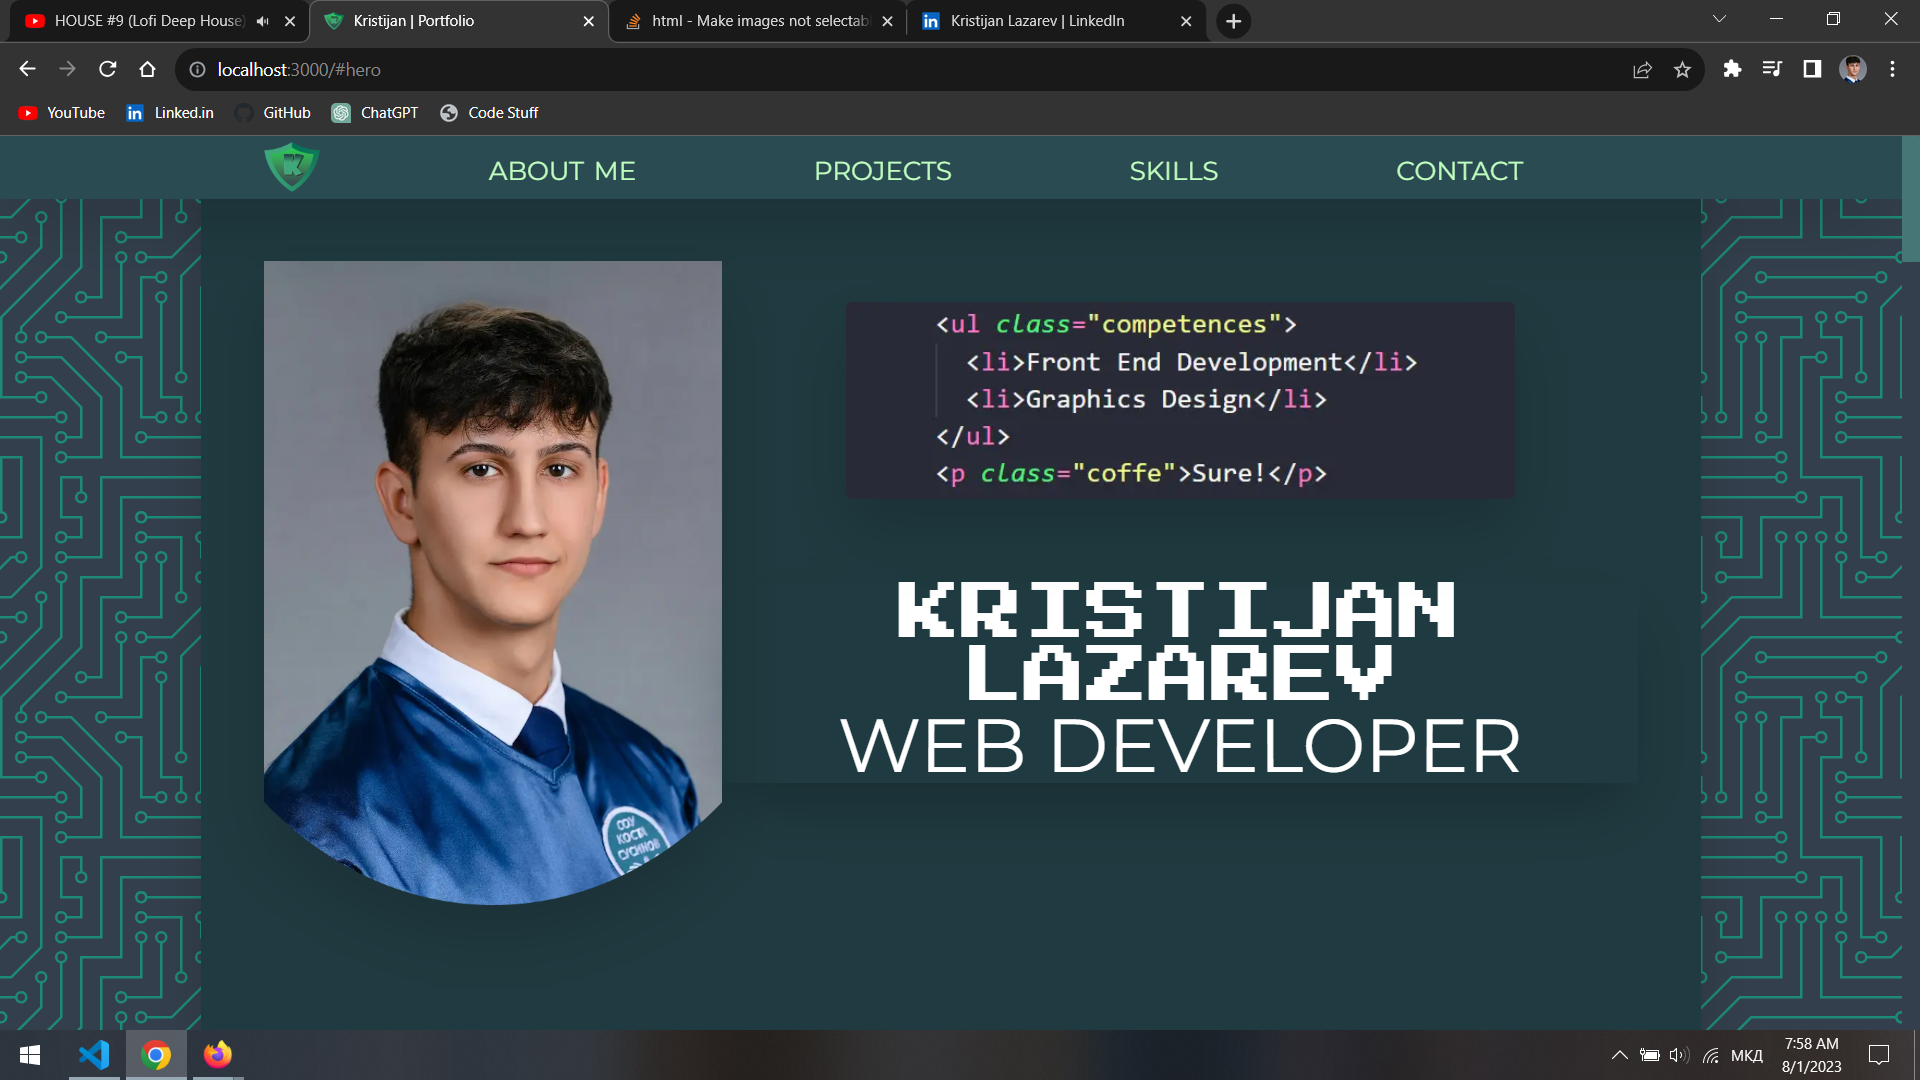 HOUSE #9 (Lofi Deep House)
Kristijan | Portfolio
html - Make images not selectab
Kristijan Lazarev | LinkedIn
localhost:3000/#hero
YouTube
Linked.in
GitHub
ChatGPT
Code Stuff
K
ABOUT ME
PROJECTS
SKILLS
CONTACT
<ul class="competences">
<li>Front End Development</li>
<li>Graphics Design</li>
</ul>
<p class="coffe">Sure!</p>
KRISTIJAN
LAZAREV
WEB DEVELOPER
СОУ
КОСТА
СУСИНОВ
7:58 AM
МКД
8/1/2023